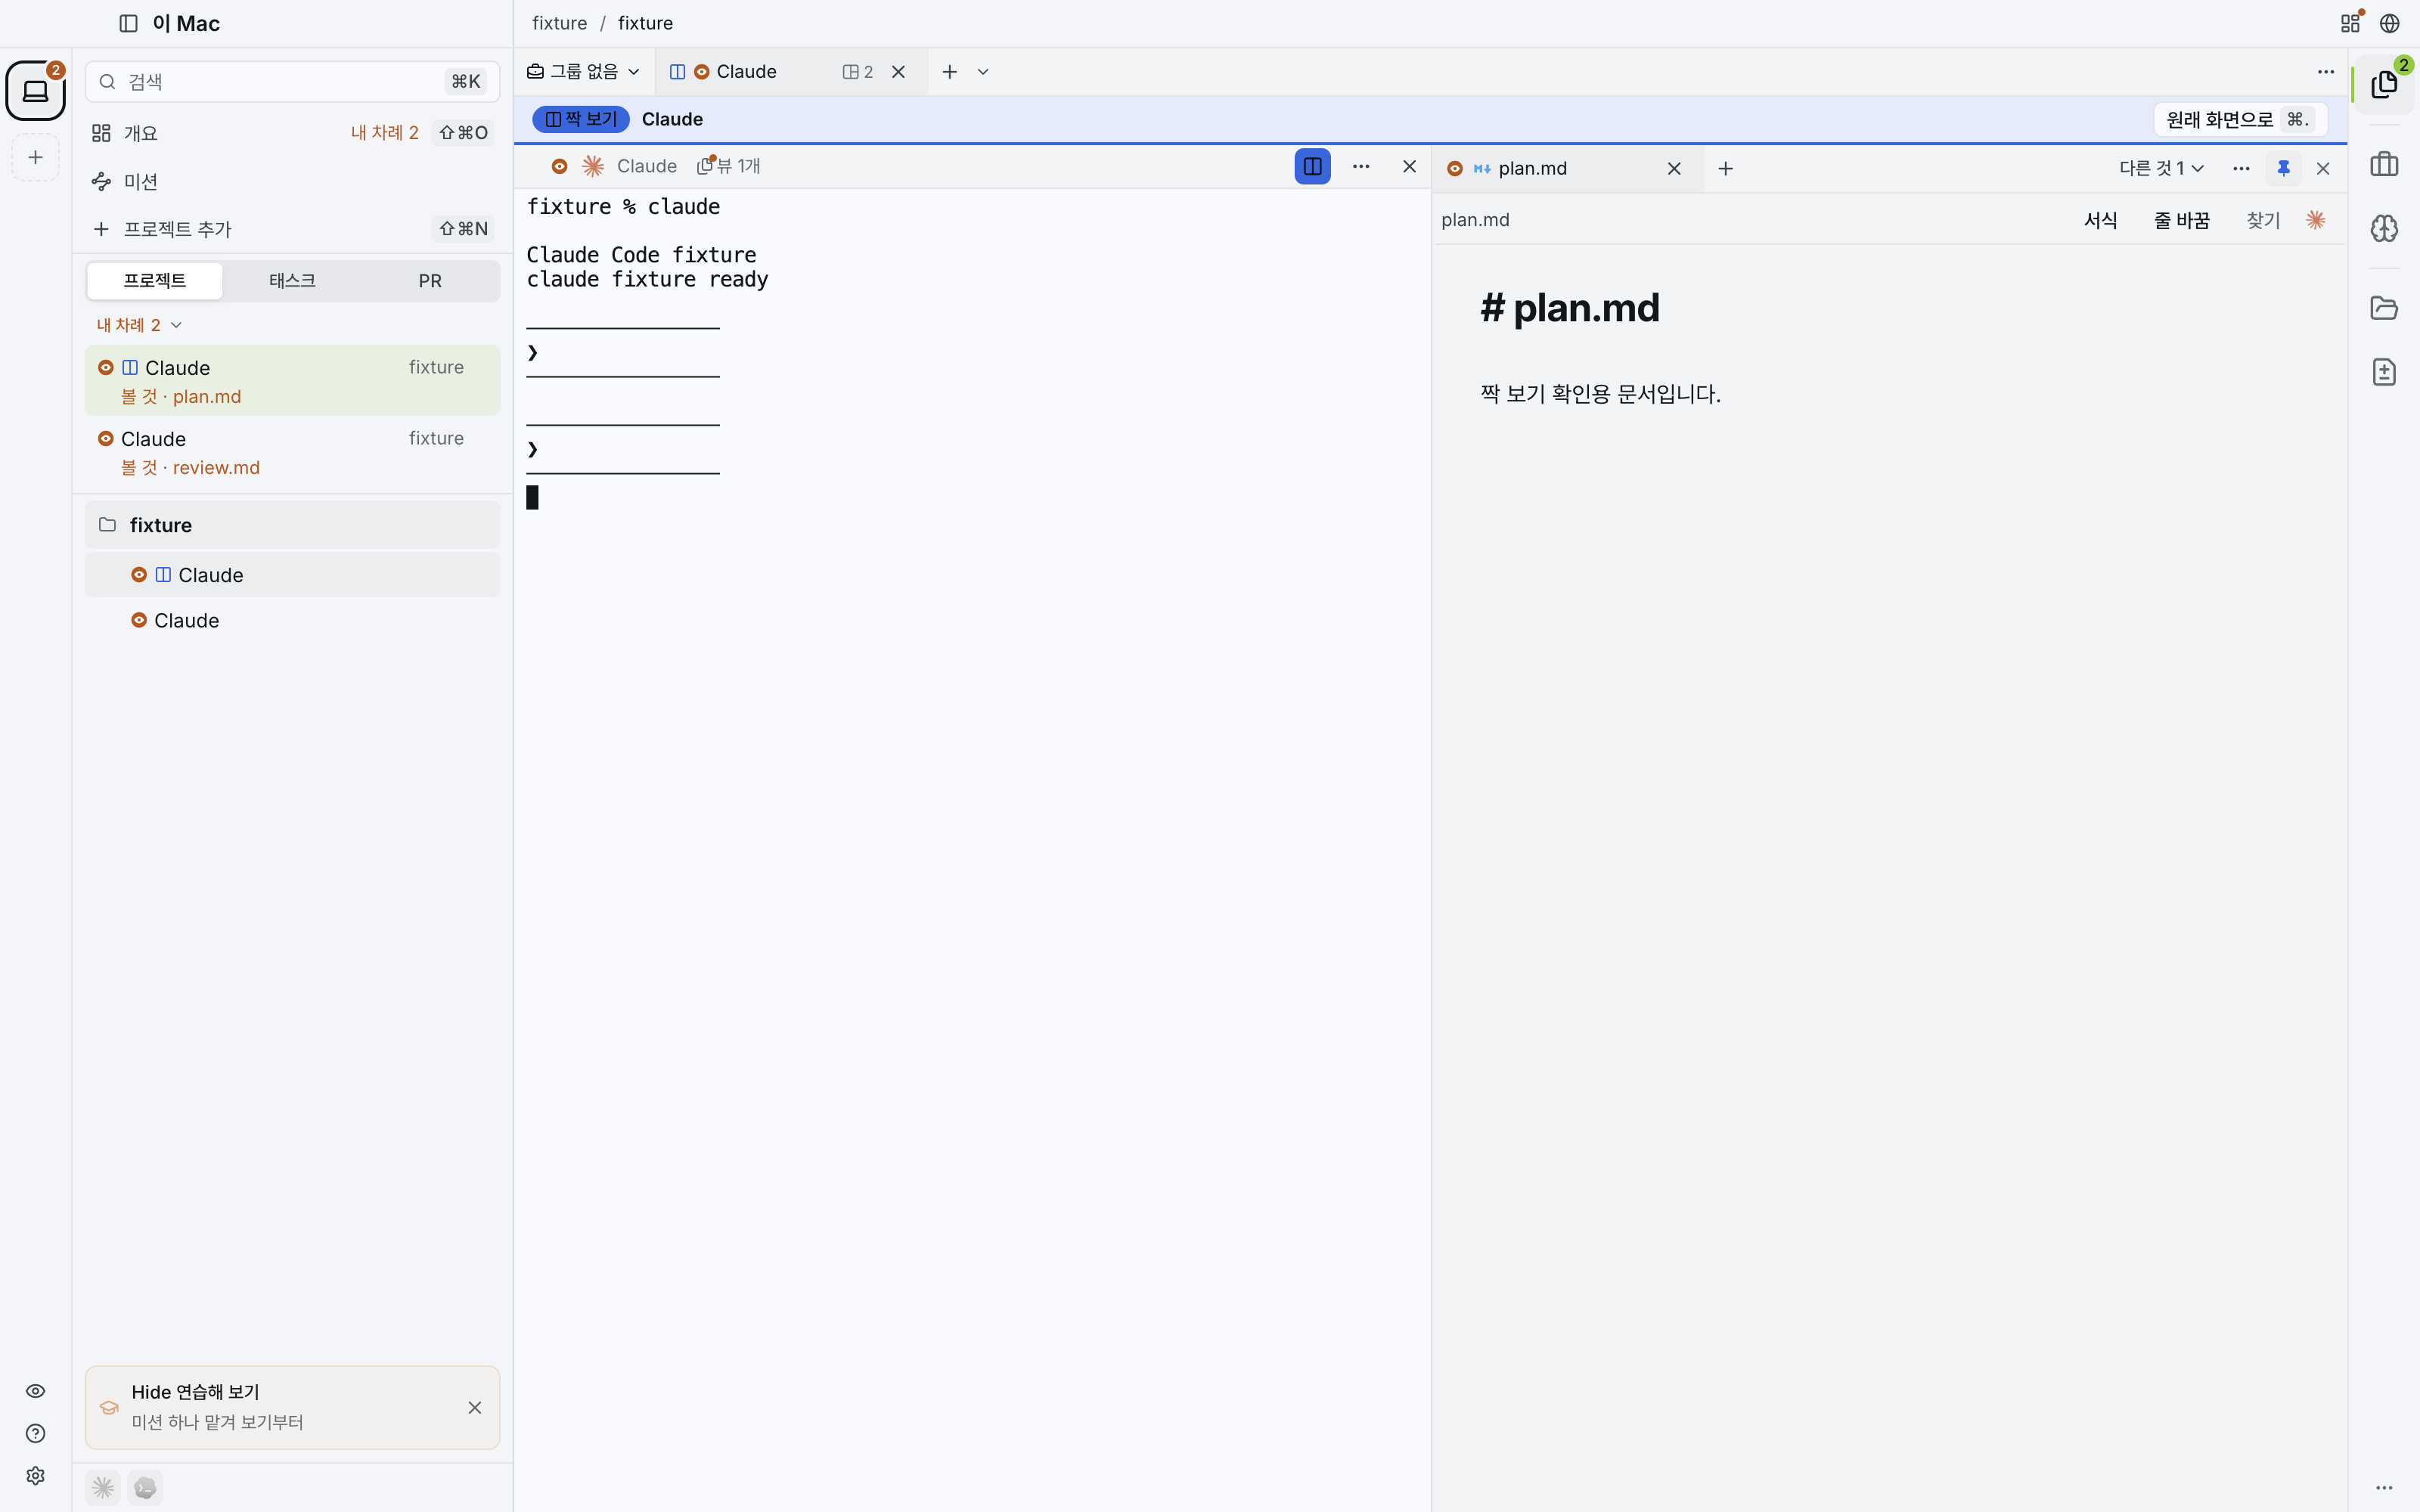 이 Mac
fixture / fixture
2
검색 ⌘K
그룹 없음
Claude 2
2
개요 내 차례 2 ⇧⌘O
짝 보기 Claude
원래 화면으로 ⌘.
미션
Claude 뷰 1개
plan.md
다른 것 1
프로젝트 추가 ⇧⌘N
plan.md
서식 줄 바꿈 찾기
프로젝트 태스크 PR
내 차례 2
Claude fixture
볼 것 · plan.md
Claude fixture
볼 것 · review.md
fixture
Claude
Claude
fixture % claude
Claude Code fixture
claude fixture ready
❯
❯
# plan.md
짝 보기 확인용 문서입니다.
Hide 연습해 보기
미션 하나 맡겨 보기부터